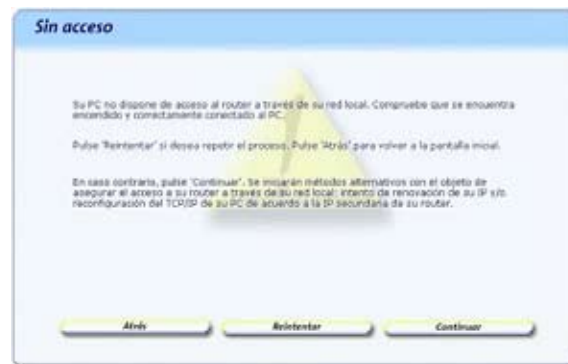 Sin acceso
Su PC no dispone de acceso al router a través de su red local. Compruebe que se encuentra
encendido y correctamente conectado al PC.
Pulse 'Reintentar' si desea repetir el proceso. Pulse 'Atrás' para volver a la pantalla inicial.
En caso contrario, pulse 'Continuar'. Se iniciarán métodos alternativos con el objeto de
asegurar el acceso a su router a través de su red local: intento de renovación de su IP y/o
reconfiguración del TCP/IP de su PC de acuerdo a la IP secundaria de su router.
Atrás
Reintentar
Continuar